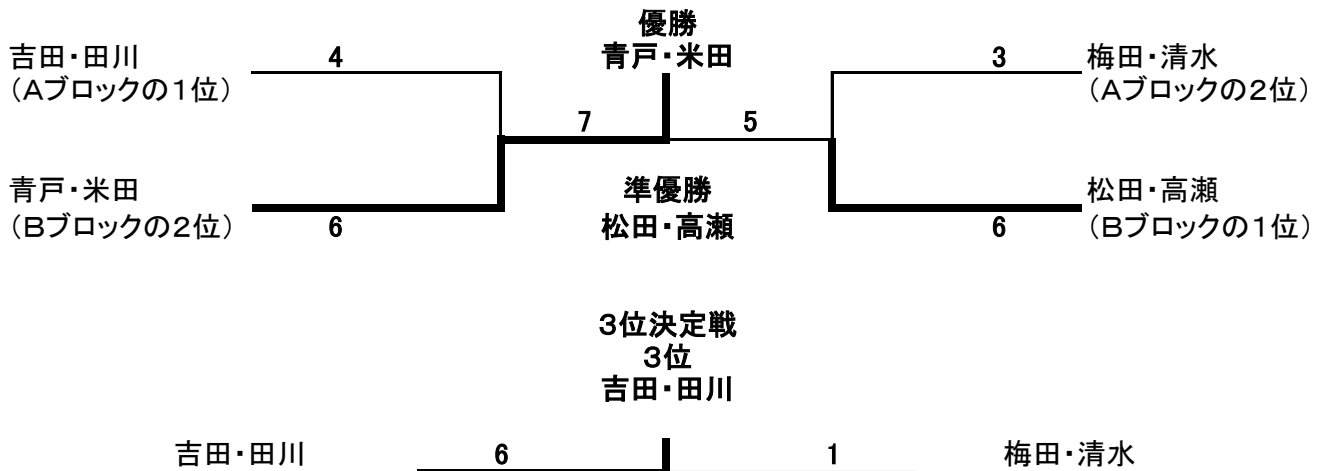 優勝
青戸・米田
吉田・田川
(Aブロックの1位)
4
3
梅田・清水
(Aブロックの2位)
7
5
青戸・米田
(Bブロックの2位)
6
準優勝
松田・高瀬
6
松田・高瀬
(Bブロックの1位)
3位決定戦
3位
吉田・田川
吉田・田川
6
1
梅田・清水